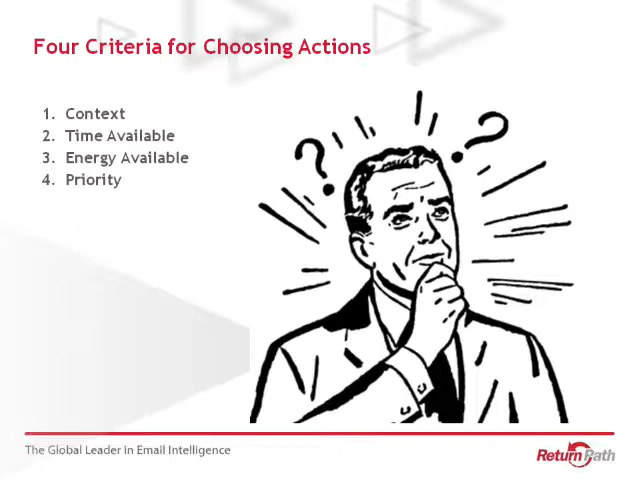 Four Criteria for Choosing Actions
1. Context
2. Time Available
3. Energy Available
4. Priority
? ?
The Global Leader in Email Intelligence
Return Path